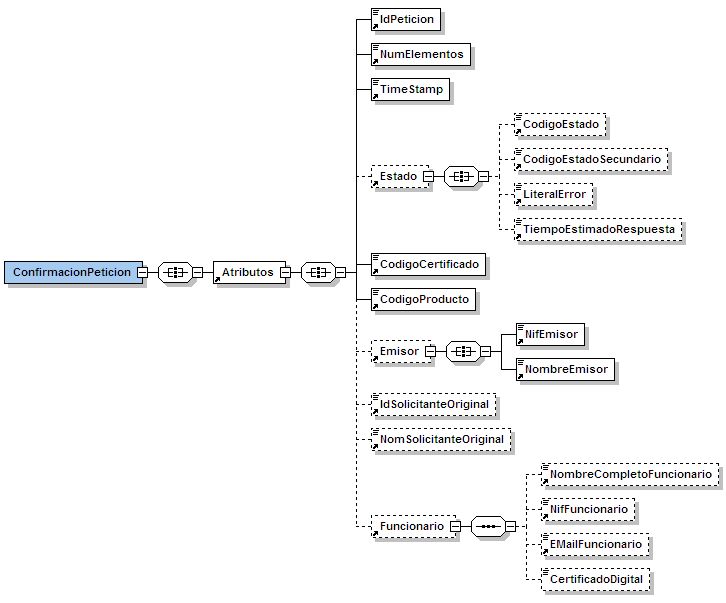 IdPeticion
NumElementos
TimeStamp
CodigoEstado
CodigoEstadoSecundario
Estado
LiteralError
TiempoEstimadoRespuesta
ConfirmacionPeticion
Atributos
CodigoCertificado
CodigoProducto
NifEmisor
Emisor
NombreEmisor
IdSolicitanteOriginal
NomSolicitanteOriginal
NombreCompletoFuncionario
NifFuncionario
Funcionario
EMailFuncionario
CertificadoDigital